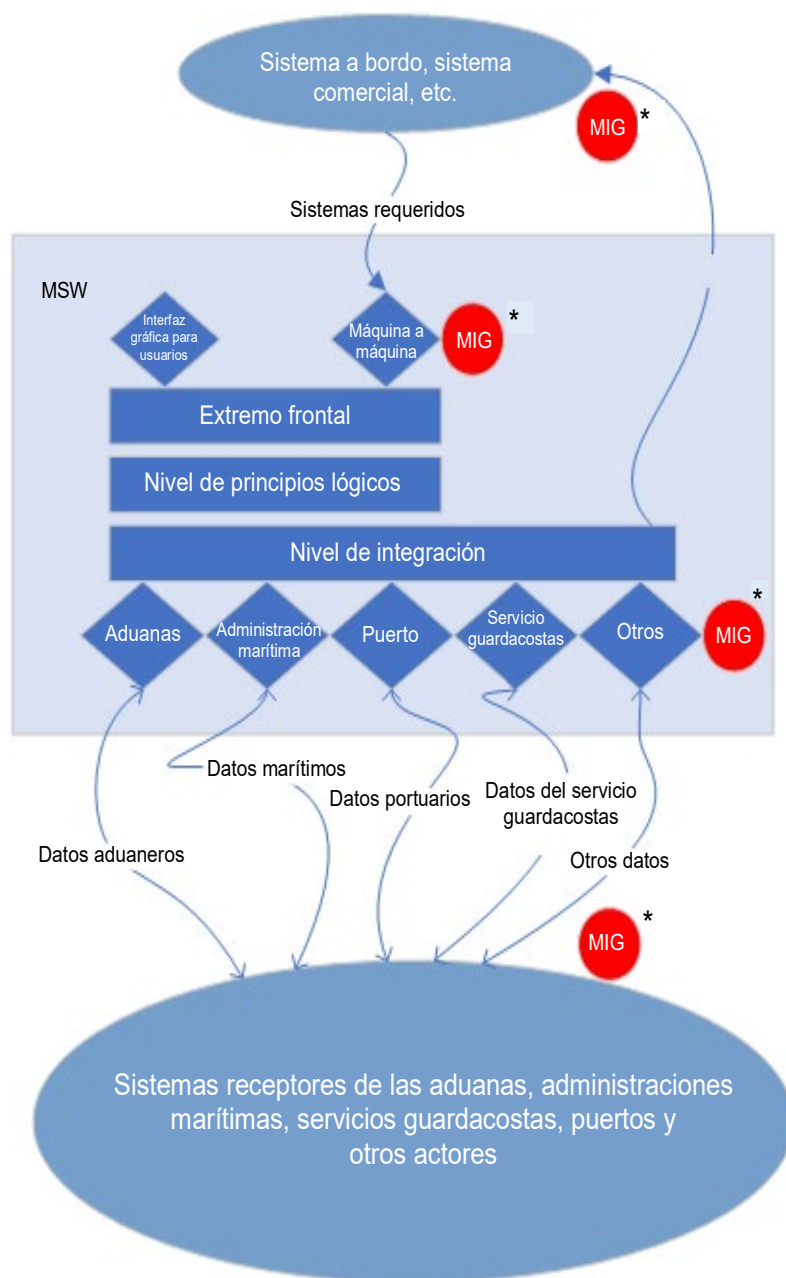 Sistema a bordo, sistema
comercial, etc.
MIG *
Sistemas requeridos
MSW
Interfaz
gráfica para
usuarios
Máquina a
máquina
MIG *
Extremo frontal
Nivel de principios lógicos
Nivel de integración
Aduanas
Administración
marítima
Puerto
Servicio
guardacostas
Otros
MIG *
Datos marítimos
Datos portuarios
Datos del servicio
guardacostas
Datos aduaneros
Otros datos
MIG *
Sistemas receptores de las aduanas, administraciones
marítimas, servicios guardacostas, puertos y
otros actores